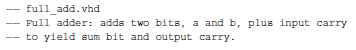 -- full_add.vhd
-- Full adder: adds two bits, a and b, plus input carry
-- to yield sum bit and output carry.